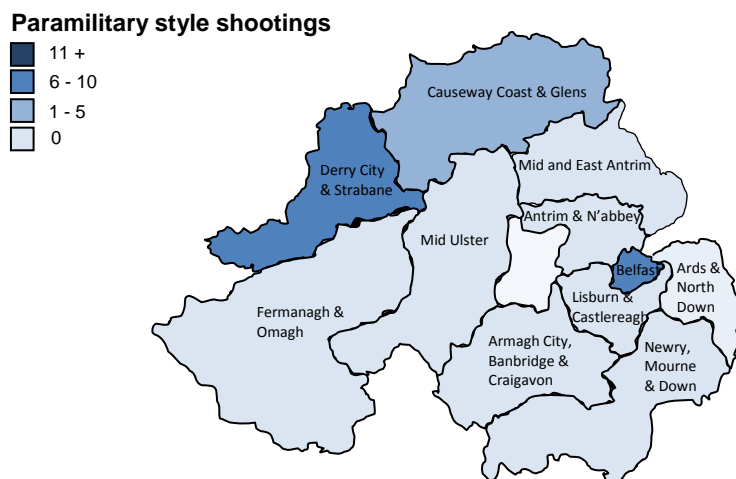 Paramilitary style shootings
11 +
6 - 10
1 - 5
0
Causeway Coast & Glens
Mid and East Antrim
Derry City
& Strabane
Antrim & N'abbey
Mid Ulster
Belfast
Ards &
North
Down
Lisburn &
Castlereagh
Fermanagh &
Omagh
Armagh City,
Banbridge &
Craigavon
Newry,
Mourne
& Down